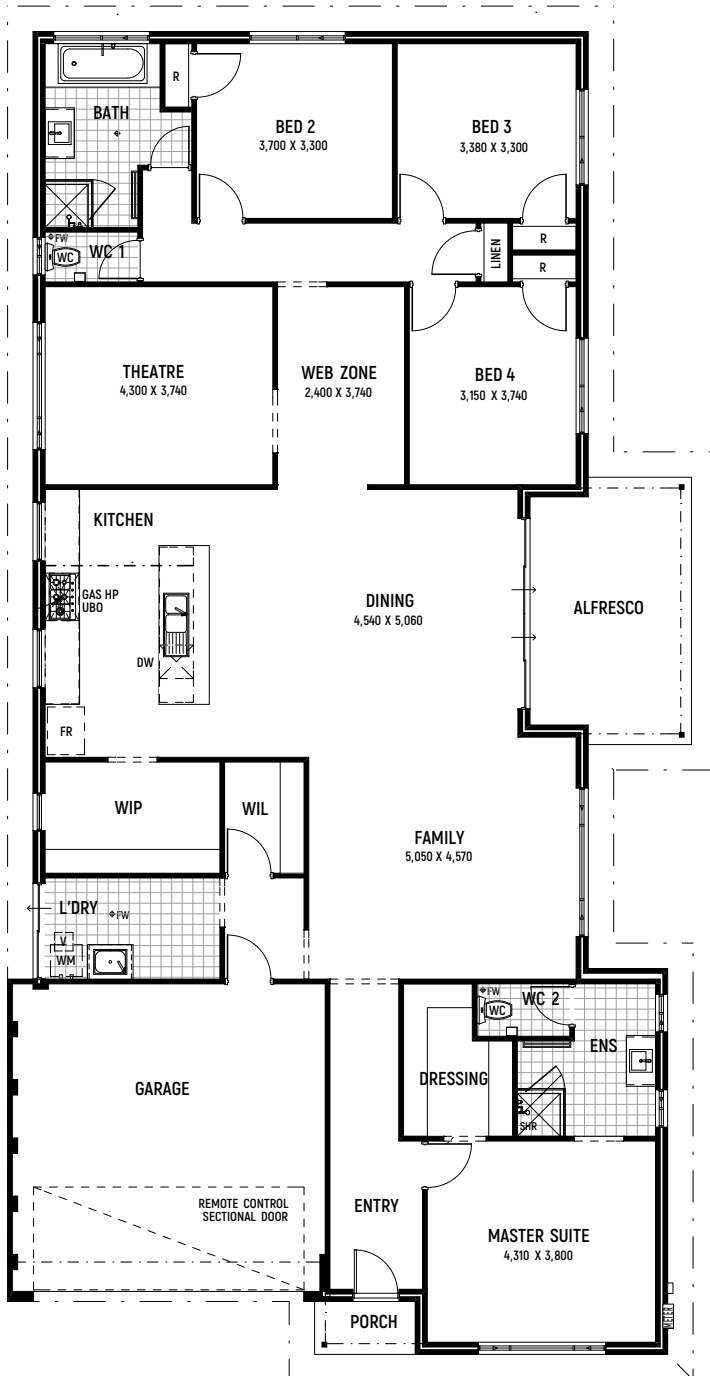 R
BATH
BED 2
3,700 X 3,300
BED 3
3,380 X 3,300
FW
WC 1
WC
LINEN
R
R
THEATRE
4,300 X 3,740
WEB ZONE
2,400 X 3,740
BED 4
3,150 X 3,740
KITCHEN
GAS HP
UBO
DW
FR
DINING
4,540 X 5,060
ALFRESCO
WIP
WIL
FAMILY
5,050 X 4,570
L'DRY
FW
V
WM
FW
WC 2
WC
ENS
DRESSING
SHR
GARAGE
REMOTE CONTROL
SECTIONAL DOOR
ENTRY
MASTER SUITE
4,310 X 3,800
PORCH
METER